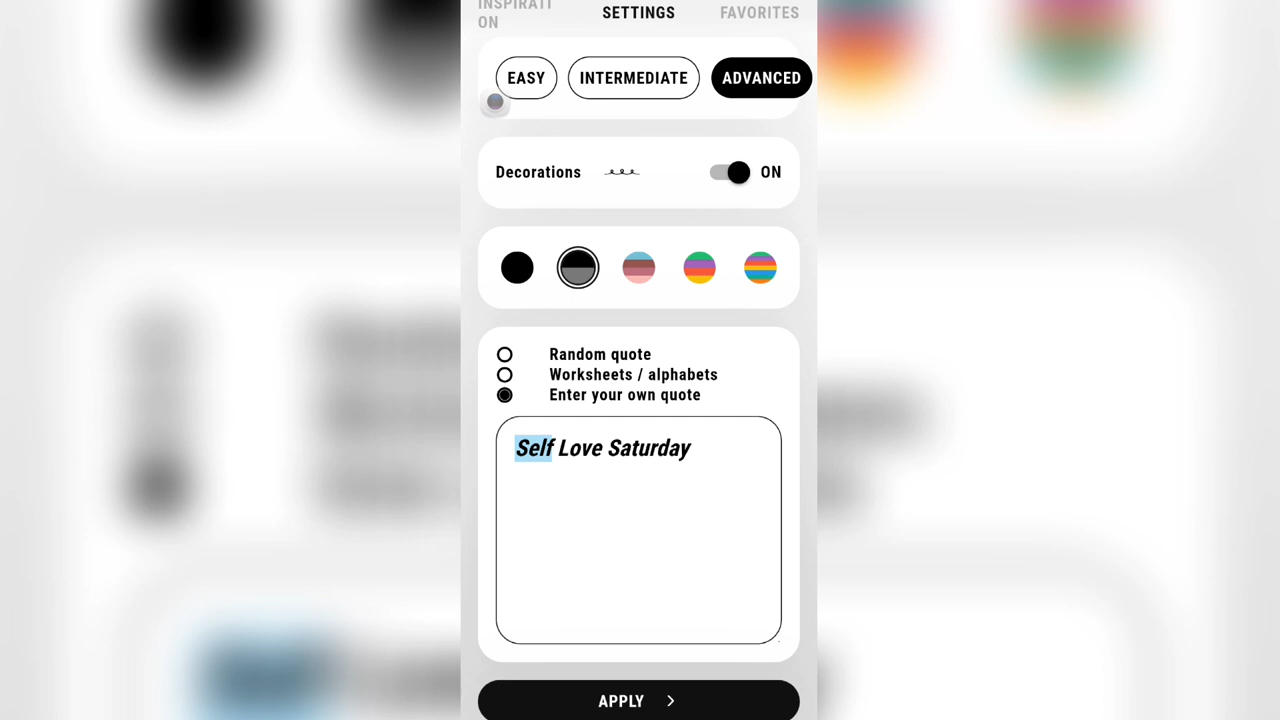 INSPIRATI
ON
SETTINGS
FAVORITES
EASY
INTERMEDIATE
ADVANCED
Decorations
ON
Random quote
Worksheets / alphabets
Enter your own quote
Self Love Saturday
APPLY